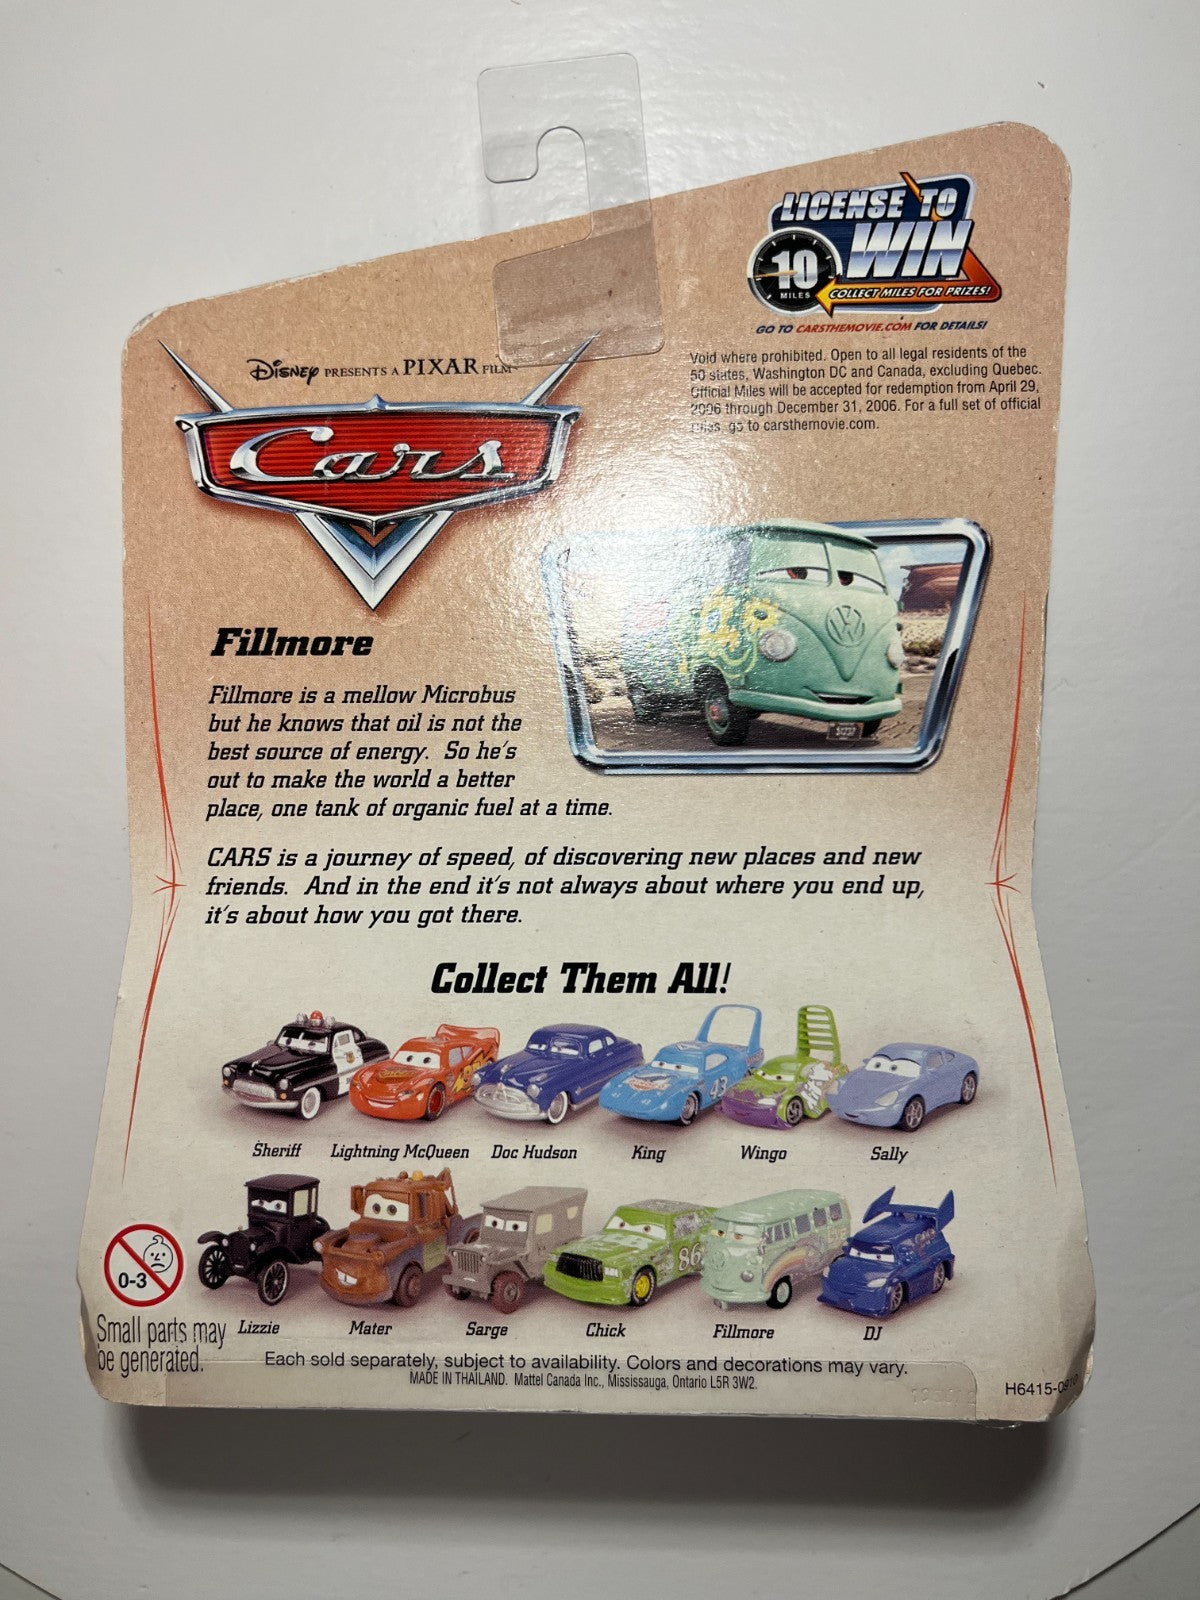 LICENSE TO
WIN
10
MILES
COLLECT MILES FOR PRIZES!
GO TO CARSTHEMOVIE.COM FOR DETAILS!
Void where prohibited. Open to all legal residents of the
50 states, Washington DC and Canada, excluding Quebec.
Official Miles will be accepted for redemption from April 29,
2006 through December 31, 2006. For a full set of official
miles, go to carsthemovie.com.
DISNEY PRESENTS A PIXAR FILM
Cars
Fillmore
Fillmore is a mellow Microbus
but he knows that oil is not the
best source of energy. So he's
out to make the world a better
place, one tank of organic fuel at a time.
CARS is a journey of speed, of discovering new places and new
friends. And in the end it's not always about where you end up,
it's about how you got there.
Collect Them All!
43
Sheriff Lightning McQueen Doc Hudson King Wingo Sally
86
0-3
Lizzie Mater Sarge Chick Fillmore DJ
Small parts may
be generated.
Each sold separately, subject to availability. Colors and decorations may vary.
MADE IN THAILAND. Mattel Canada Inc., Mississauga, Ontario L5R 3W2.